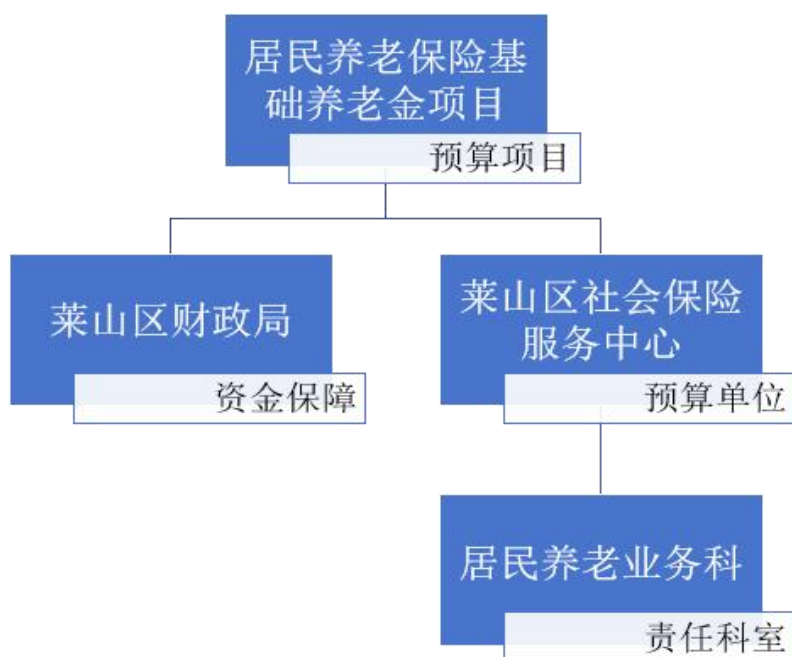 居民养老保险基
础养老金项目
预算项目
莱山区财政局
资金保障
莱山区社会保险
服务中心
预算单位
居民养老业务科
责任科室